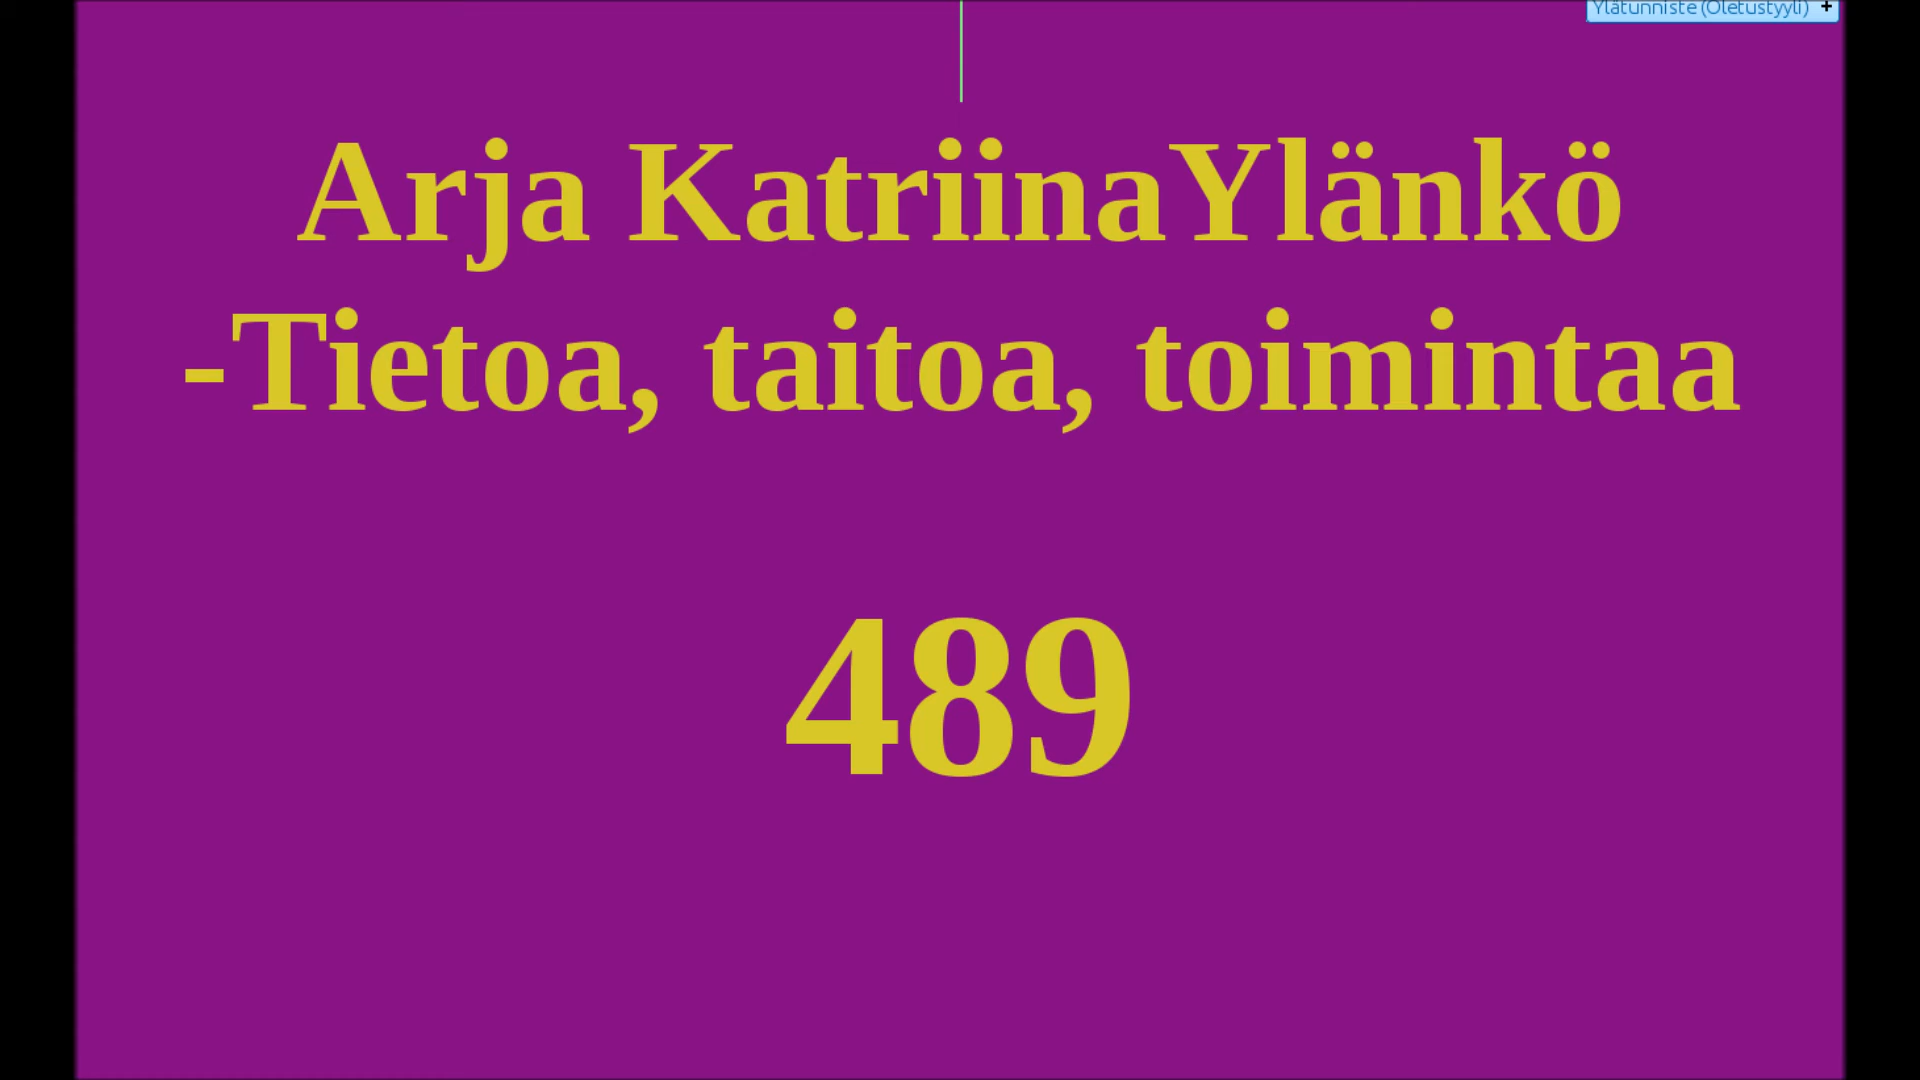 Ylätunniste (Oletustyyli) +
Arja KatriinaYlänkö
-Tietoa, taitoa, toimintaa
489